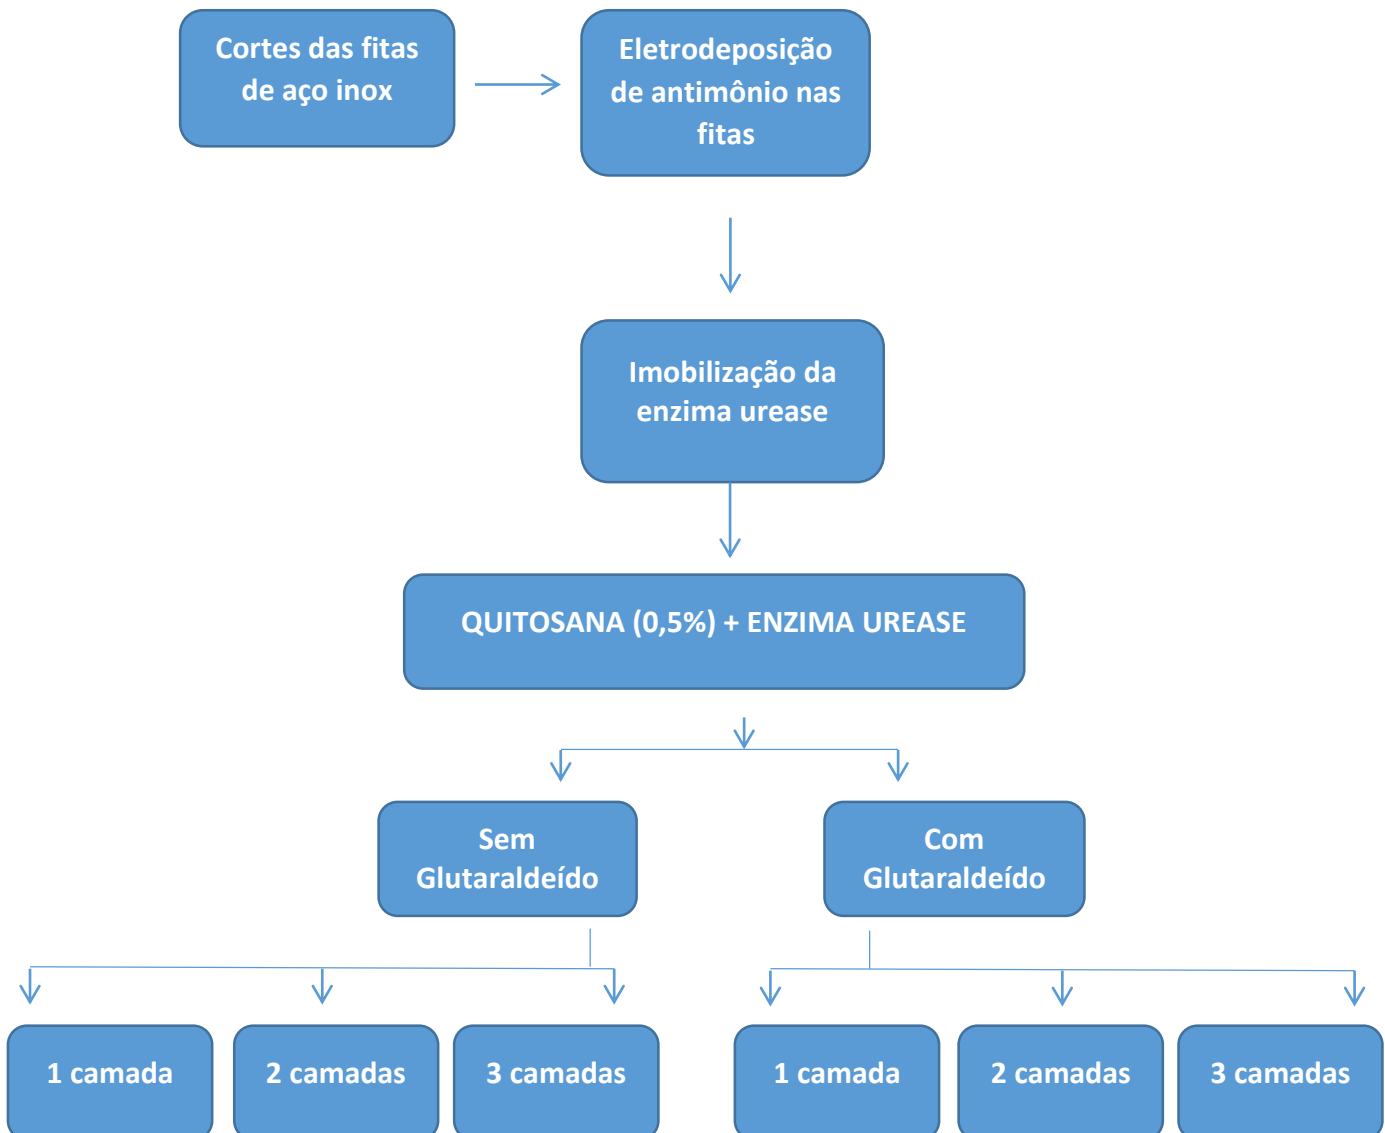 Cortes das fitas
de aço inox
Eletrodeposição
de antimônio nas
fitas
Imobilização da
enzima urease
QUITOSANA (0,5%) + ENZIMA UREASE
Sem
Glutaraldeído
Com
Glutaraldeído
1 camada
2 camadas
3 camadas
1 camada
2 camadas
3 camadas